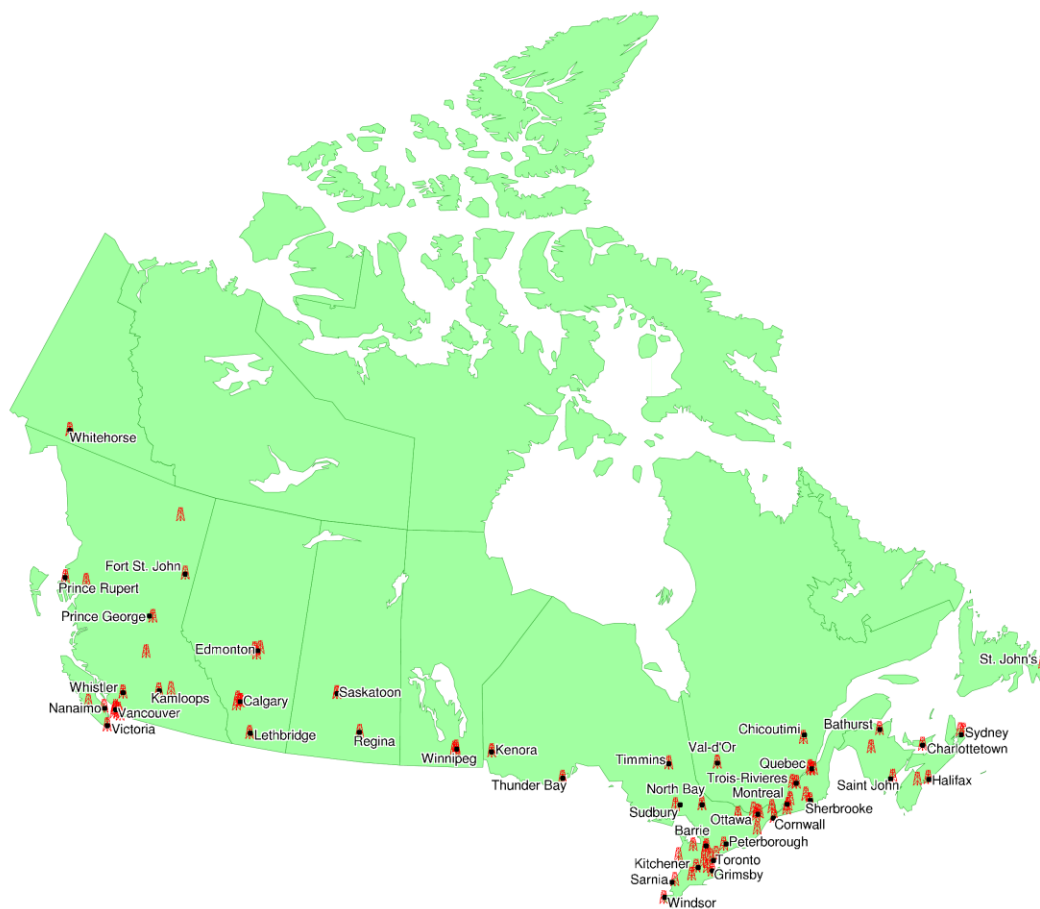 Whitehorse
Fort St. John
Prince Rupert
Prince George
Edmonton
St. John's
Whistler
Kamloops
Saskatoon
Calgary
Nanaimo
Vancouver
Victoria
Lethbridge
Regina
Winnipeg
Kenora
Thunder Bay
Timmins
Val-d'Or
Chicoutimi
Bathurst
Sydney
Charlottetown
Quebec
Trois-Rivieres
Saint John
Halifax
North Bay
Montreal
Sudbury
Sherbrooke
Ottawa
Cornwall
Barrie
Peterborough
Kitchener
Toronto
Sarnia
Grimsby
Windsor